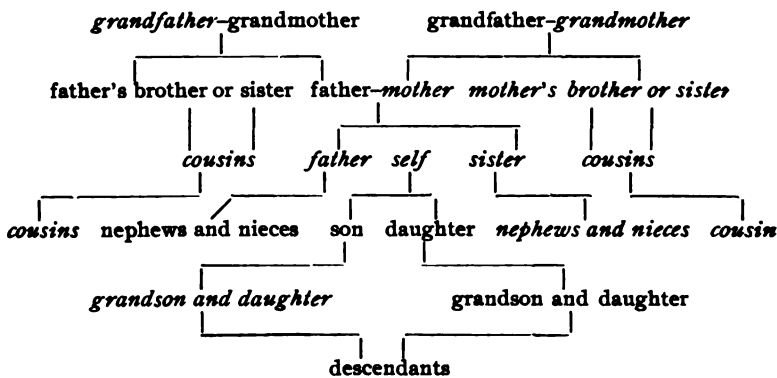 grandfather–grandmother grandfather–grandmother
father's brother or sister father–mother mother's brother or sister
cousins father self sister cousins
cousins nephews and nieces son daughter nephews and nieces cousin
grandson and daughter grandson and daughter
descendants